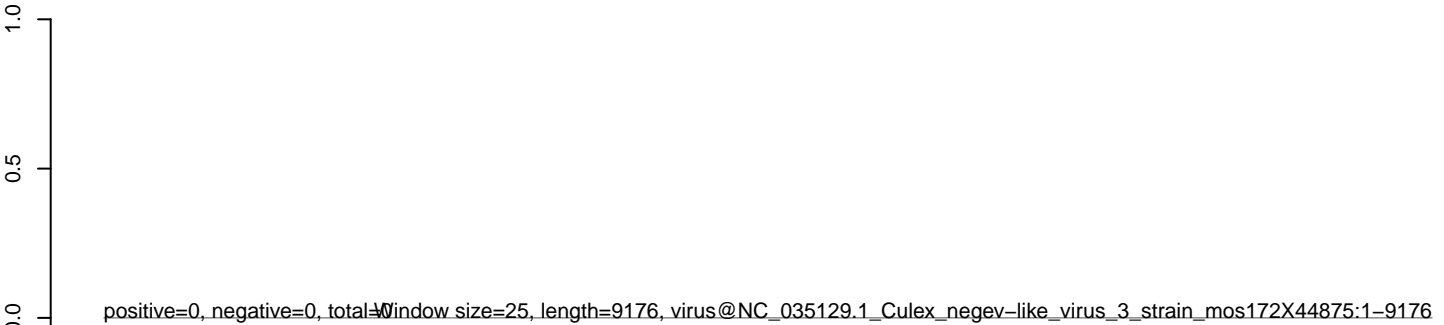 1.0
0.5
0.0
positive=0, negative=0, total=0
Window size=25, length=9176, virus@NC_035129.1_Culex_negev−like_virus_3_strain_mos172X44875:1−9176